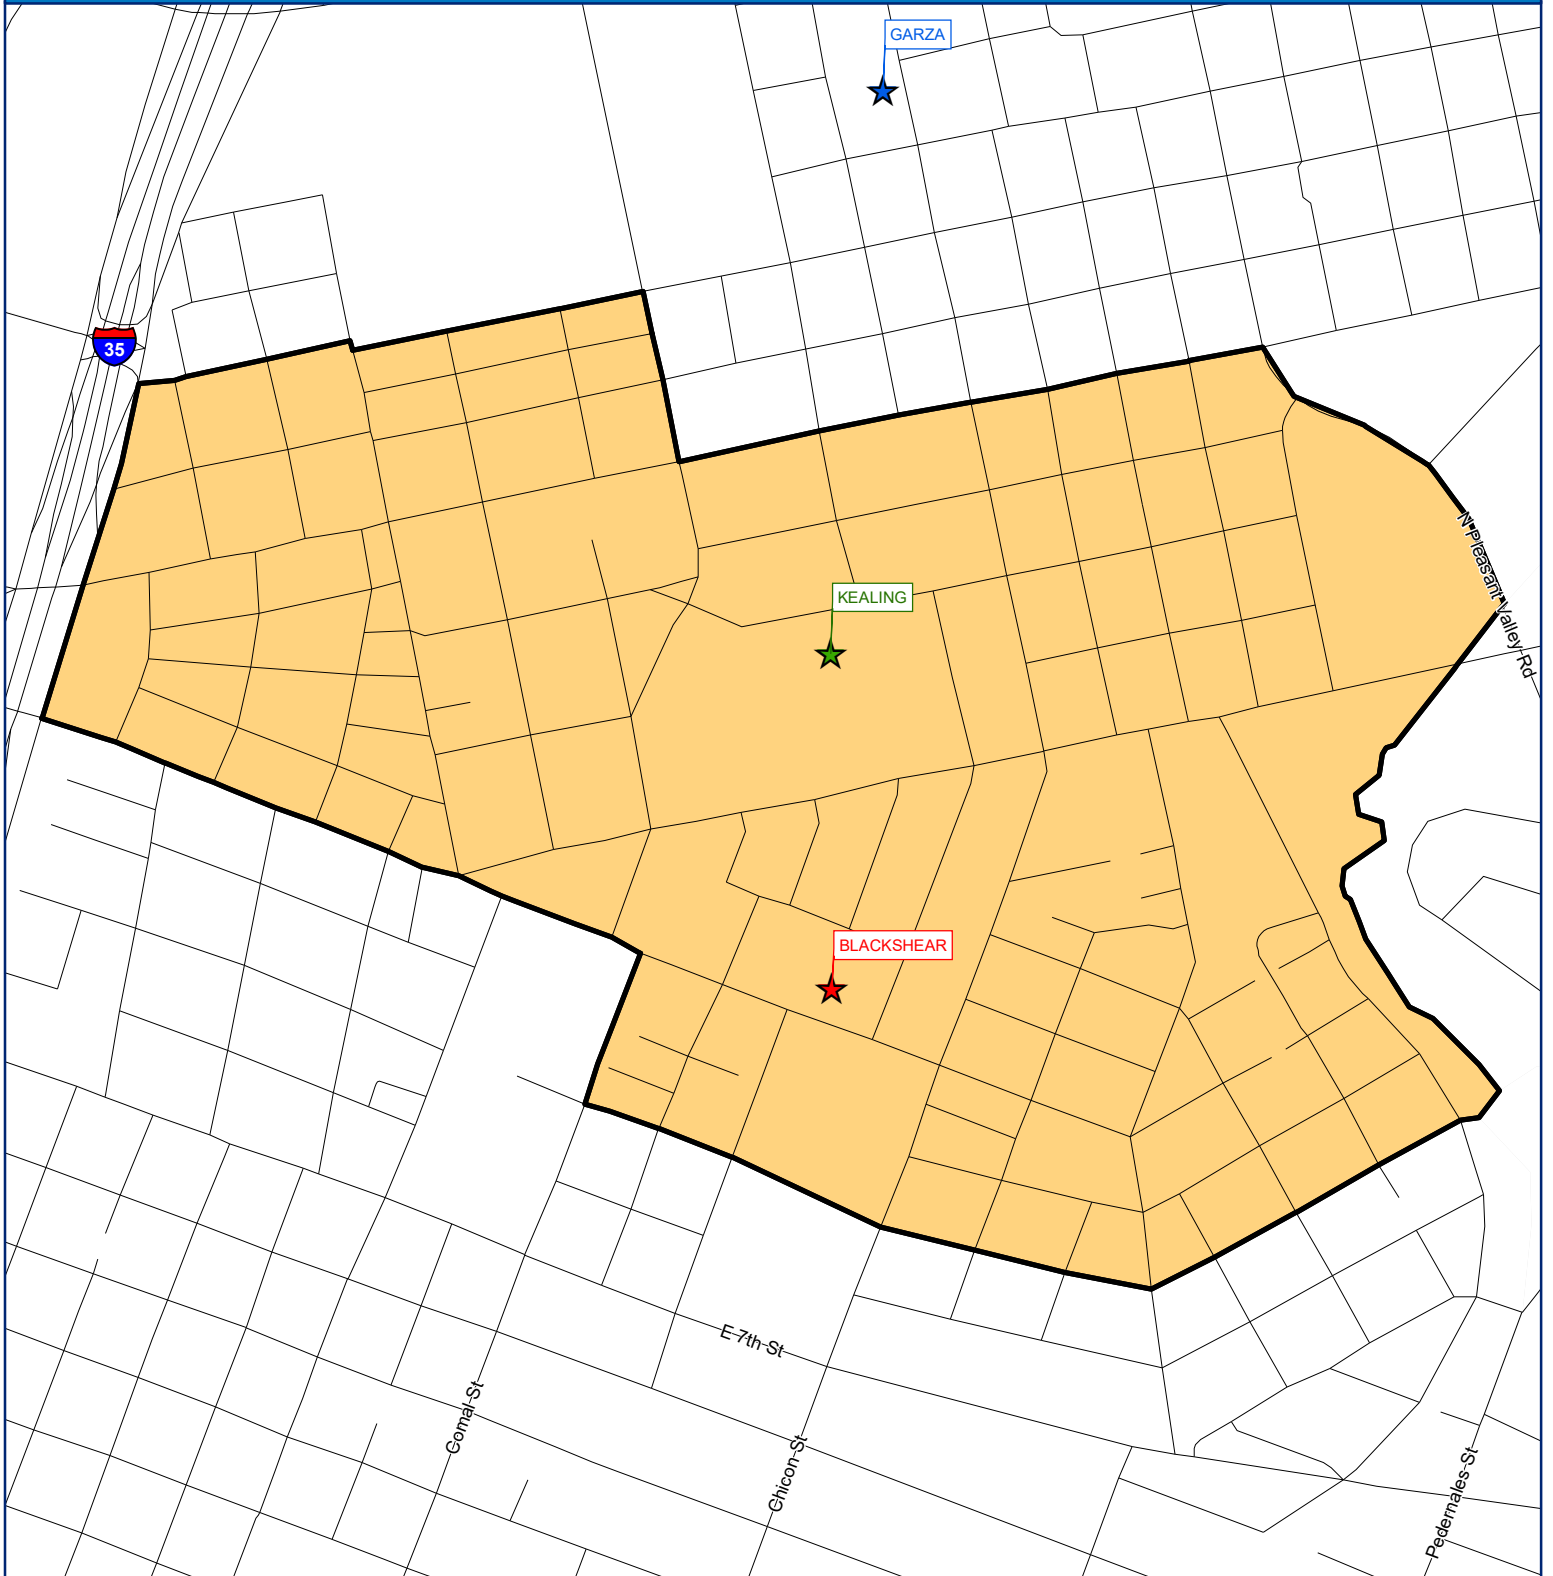 GARZA
35
N Pleasant Valley Rd
KEALING
BLACKSHEAR
E 7th St
Comal St
Chicon St
Pedernales St